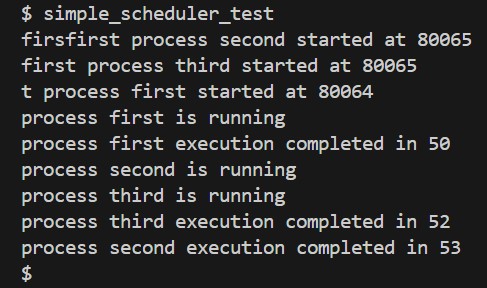 $ simple_scheduler_test
firsfirst process second started at 80065
first process third started at 80065
t process first started at 80064
process first is running
process first execution completed in 50
process second is running
process third is running
process third execution completed in 52
process second execution completed in 53
$